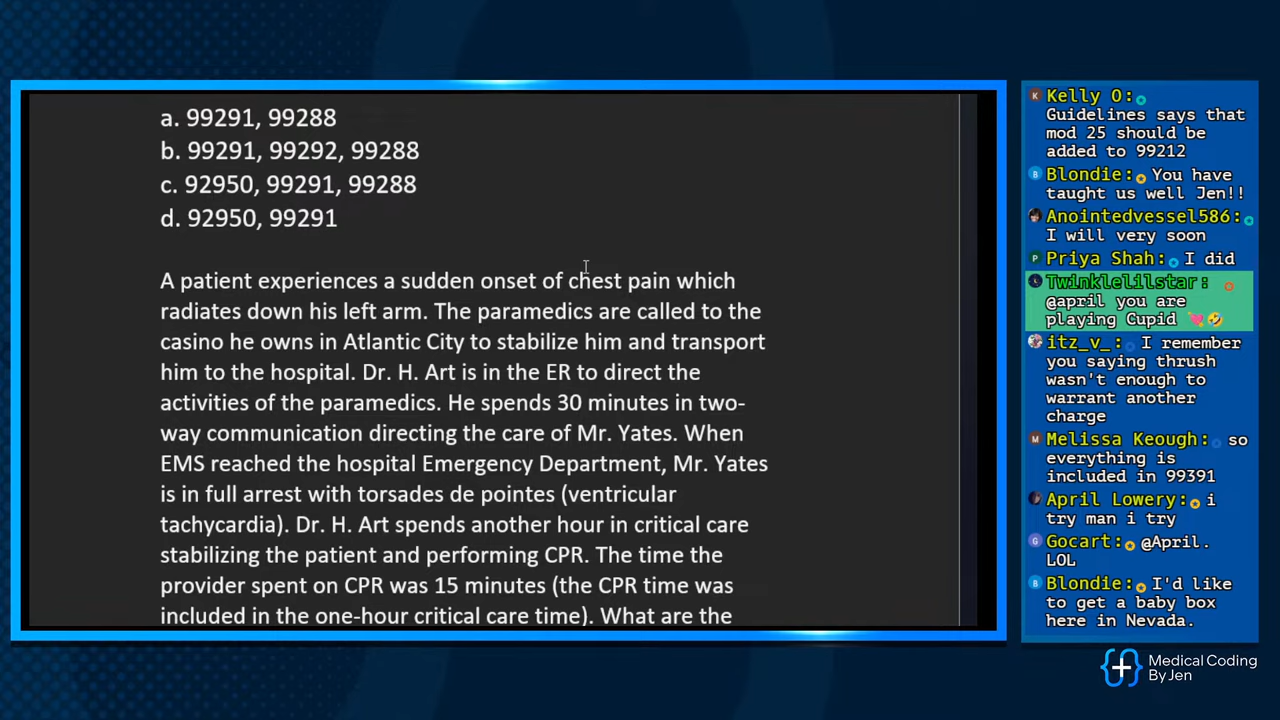 a. 99291, 99288
b. 99291, 99292, 99288
c. 92950, 99291, 99288
d. 92950, 99291
A patient experiences a sudden onset of chest pain which
radiates down his left arm. The paramedics are called to the
casino he owns in Atlantic City to stabilize him and transport
him to the hospital. Dr. H. Art is in the ER to direct the
activities of the paramedics. He spends 30 minutes in two-
way communication directing the care of Mr. Yates. When
EMS reached the hospital Emergency Department, Mr. Yates
is in full arrest with torsades de pointes (ventricular
tachycardia). Dr. H. Art spends another hour in critical care
stabilizing the patient and performing CPR. The time the
provider spent on CPR was 15 minutes (the CPR time was
included in the one-hour critical care time). What are the
K Kelly O:
Guidelines says that
mod 25 should be
added to 99212
B Blondie: You have
taught us well Jen!!
Anointedvessel586:
I will very soon
P Priya Shah: I did
Twinklelilstar:
@april you are
playing Cupid 💘🤣
itz_v_: I remember
you saying thrush
wasn't enough to
warrant another
charge
M Melissa Keough: so
everything is
included in 99391
April Lowery: i
try man i try
G Gocart: @April.
LOL
B Blondie: I'd like
to get a baby box
here in Nevada.
Medical Coding
By Jen